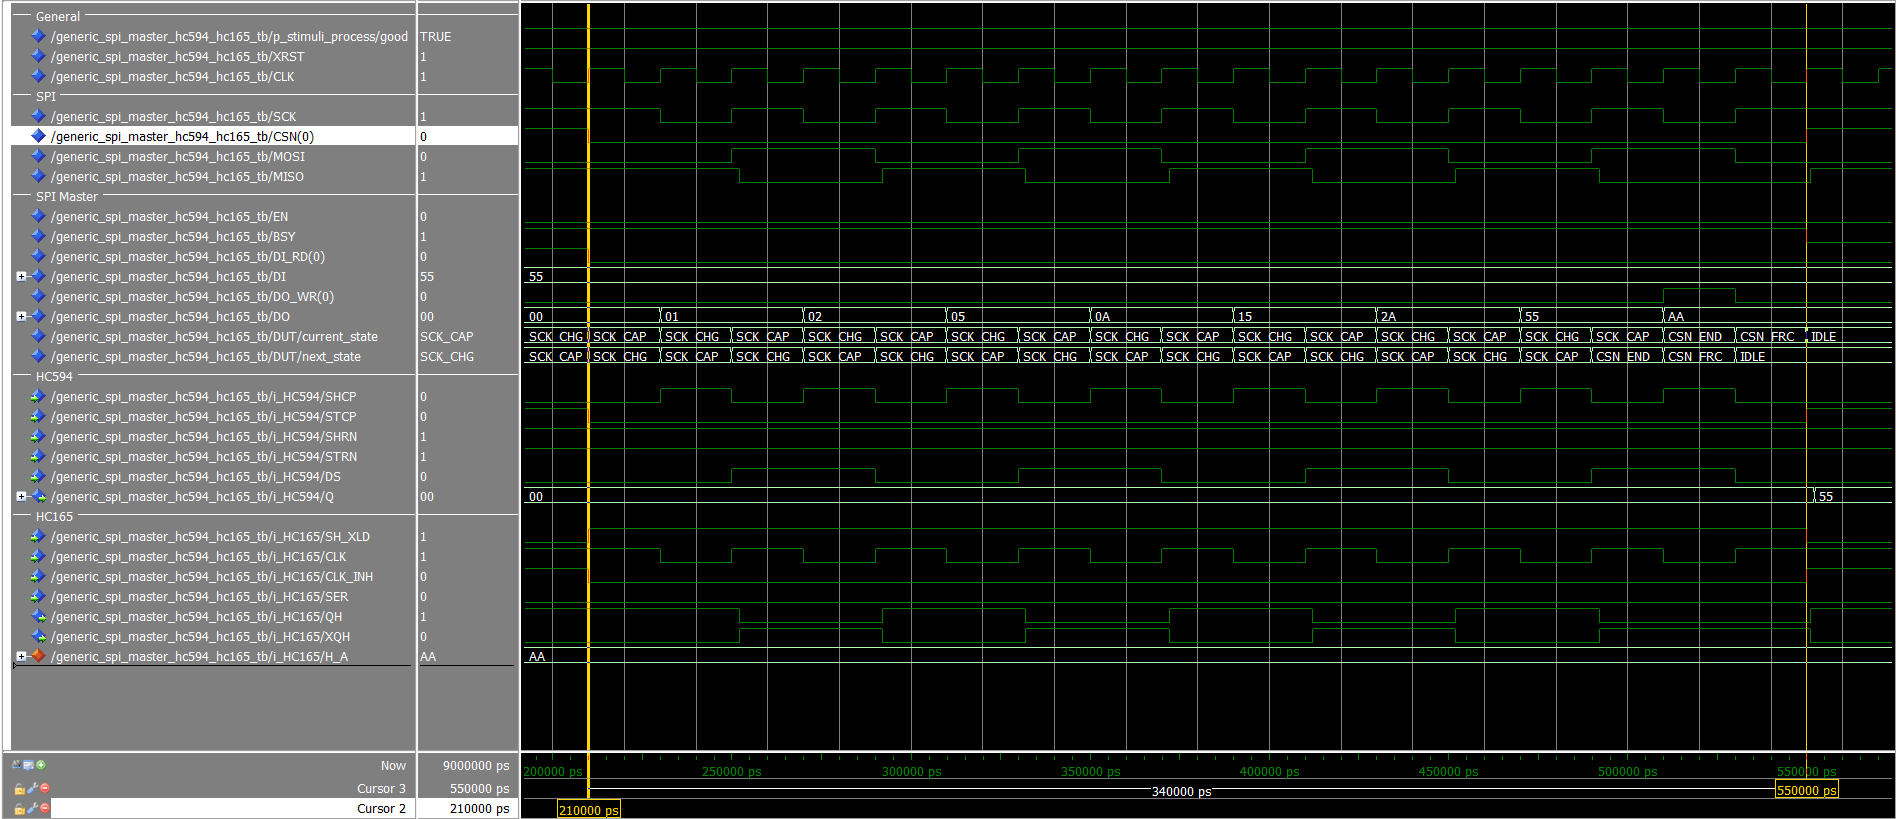 General
/generic_spi_master_hc594_hc165_tb/p_stimuli_process/good TRUE
/generic_spi_master_hc594_hc165_tb/XRST 1
/generic_spi_master_hc594_hc165_tb/CLK 1
SPI
/generic_spi_master_hc594_hc165_tb/SCK 1
/generic_spi_master_hc594_hc165_tb/CSN(0) 0
/generic_spi_master_hc594_hc165_tb/MOSI 0
/generic_spi_master_hc594_hc165_tb/MISO 1
SPI Master
/generic_spi_master_hc594_hc165_tb/EN 0
/generic_spi_master_hc594_hc165_tb/BSY 1
/generic_spi_master_hc594_hc165_tb/DI_RD(0) 0
/generic_spi_master_hc594_hc165_tb/DI 55 55
/generic_spi_master_hc594_hc165_tb/DO_WR(0) 0
/generic_spi_master_hc594_hc165_tb/DO 00 00 01 02 05 0A 15 2A 55 AA
/generic_spi_master_hc594_hc165_tb/DUT/current_state SCK_CAP SCK_CHG SCK_CAP SCK_CHG SCK_CAP SCK_CHG SCK_CAP SCK_CHG SCK_CAP SCK_CHG SCK_CAP SCK_CHG SCK_CAP SCK_CHG SCK_CAP SCK_CHG SCK_CAP CSN_END CSN_FRC IDLE
/generic_spi_master_hc594_hc165_tb/DUT/next_state SCK_CHG SCK_CAP SCK_CHG SCK_CAP SCK_CHG SCK_CAP SCK_CHG SCK_CAP SCK_CHG SCK_CAP SCK_CHG SCK_CAP SCK_CHG SCK_CAP SCK_CHG SCK_CAP CSN_END CSN_FRC IDLE
HC594
/generic_spi_master_hc594_hc165_tb/i_HC594/SHCP 0
/generic_spi_master_hc594_hc165_tb/i_HC594/STCP 0
/generic_spi_master_hc594_hc165_tb/i_HC594/SHRN 1
/generic_spi_master_hc594_hc165_tb/i_HC594/STRN 1
/generic_spi_master_hc594_hc165_tb/i_HC594/DS 0
/generic_spi_master_hc594_hc165_tb/i_HC594/Q 00 00 55
HC165
/generic_spi_master_hc594_hc165_tb/i_HC165/SH_XLD 1
/generic_spi_master_hc594_hc165_tb/i_HC165/CLK 1
/generic_spi_master_hc594_hc165_tb/i_HC165/CLK_INH 0
/generic_spi_master_hc594_hc165_tb/i_HC165/SER 0
/generic_spi_master_hc594_hc165_tb/i_HC165/QH 1
/generic_spi_master_hc594_hc165_tb/i_HC165/XQH 0
/generic_spi_master_hc594_hc165_tb/i_HC165/H_A AA AA
Now 9000000 ps 200000 ps 250000 ps 300000 ps 350000 ps 400000 ps 450000 ps 500000 ps 550000 ps
Cursor 3 550000 ps 340000 ps 550000 ps
Cursor 2 210000 ps 210000 ps